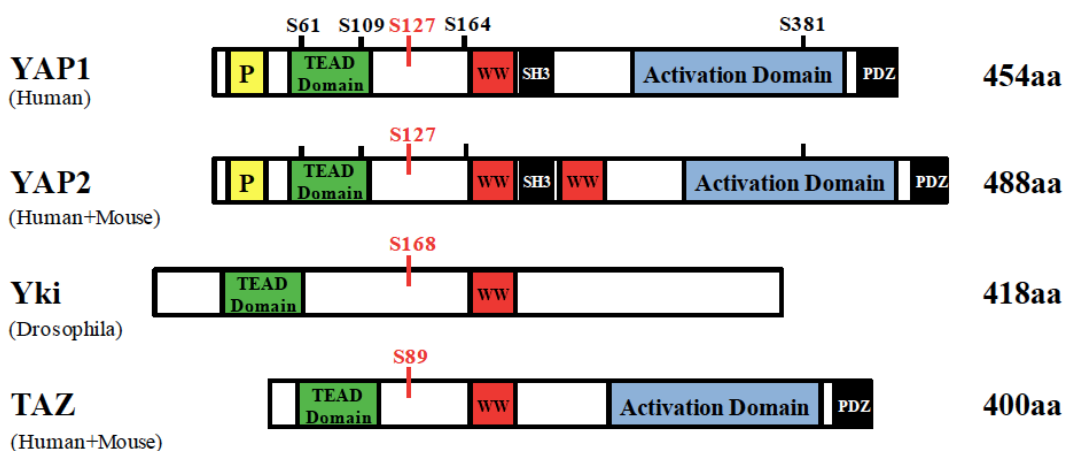 S61 S109 S127 S164 S381
YAP1
(Human)
P
TEAD
Domain
WW
SH3
Activation Domain
PDZ
454aa
S127
YAP2
(Human+Mouse)
P
TEAD
Domain
WW
SH3
WW
Activation Domain
PDZ
488aa
S168
Yki
(Drosophila)
TEAD
Domain
WW
418aa
S89
TAZ
(Human+Mouse)
TEAD
Domain
WW
Activation Domain
PDZ
400aa